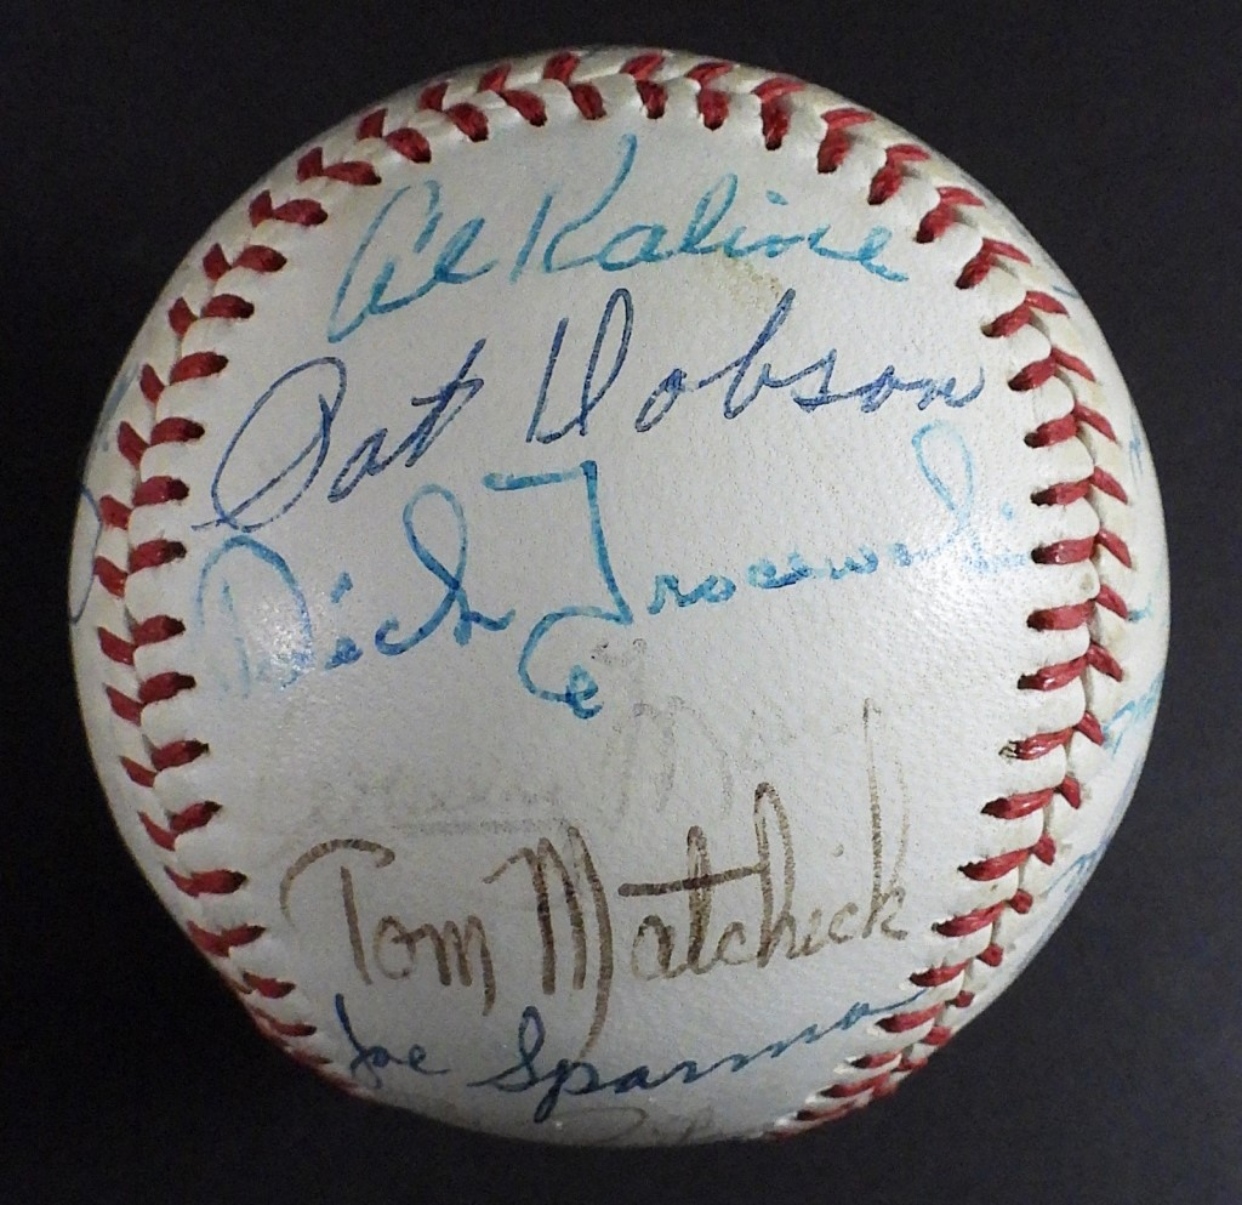 Al Kaline
Pat Dobson
Dick Tracewski
Tom Matchick
Joe Sparma